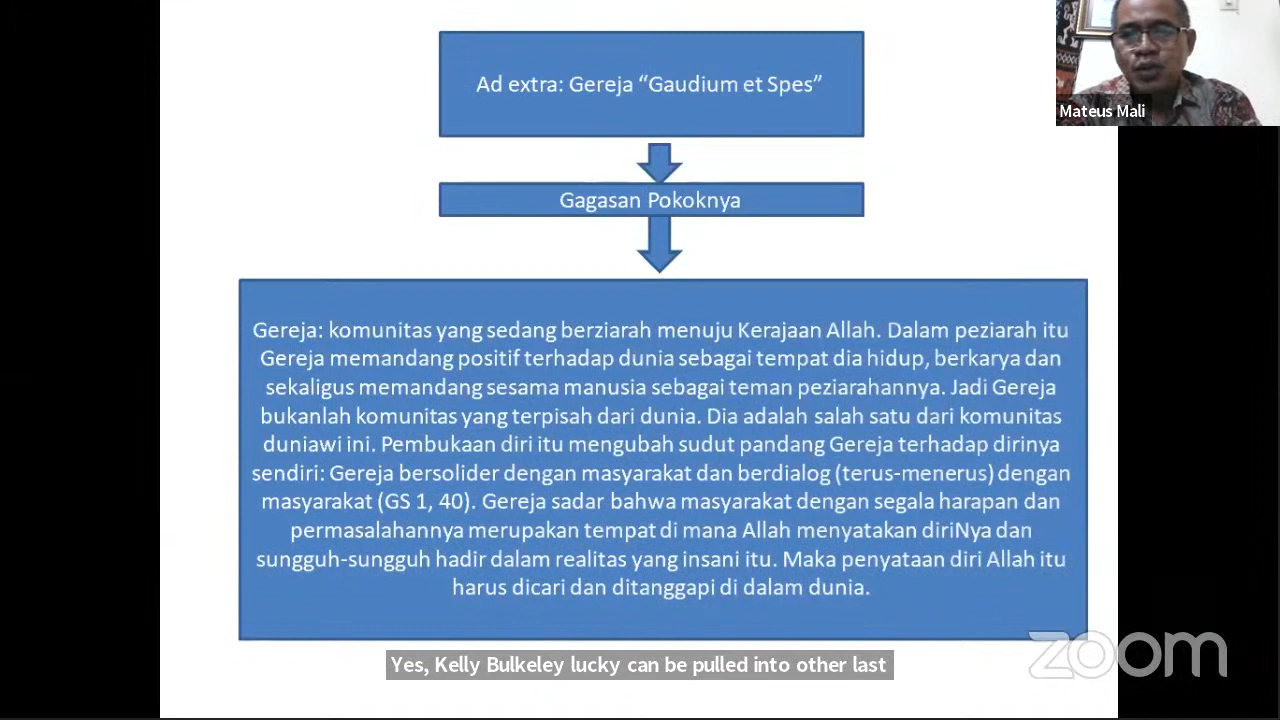 Ad extra: Gereja “Gaudium et Spes”
Mateus Mali
Gagasan Pokoknya
Gereja: komunitas yang sedang berziarah menuju Kerajaan Allah. Dalam peziarah itu
Gereja memandang positif terhadap dunia sebagai tempat dia hidup, berkarya dan
sekaligus memandang sesama manusia sebagai teman peziarahannya. Jadi Gereja
bukanlah komunitas yang terpisah dari dunia. Dia adalah salah satu dari komunitas
duniawi ini. Pembukaan diri itu mengubah sudut pandang Gereja terhadap dirinya
sendiri: Gereja bersolider dengan masyarakat dan berdialog (terus-menerus) dengan
masyarakat (GS 1, 40). Gereja sadar bahwa masyarakat dengan segala harapan dan
permasalahannya merupakan tempat di mana Allah menyatakan diriNya dan
sungguh-sungguh hadir dalam realitas yang insani itu. Maka penyataan diri Allah itu
harus dicari dan ditanggapi di dalam dunia.
Yes, Kelly Bulkeley lucky can be pulled into other last
zoom